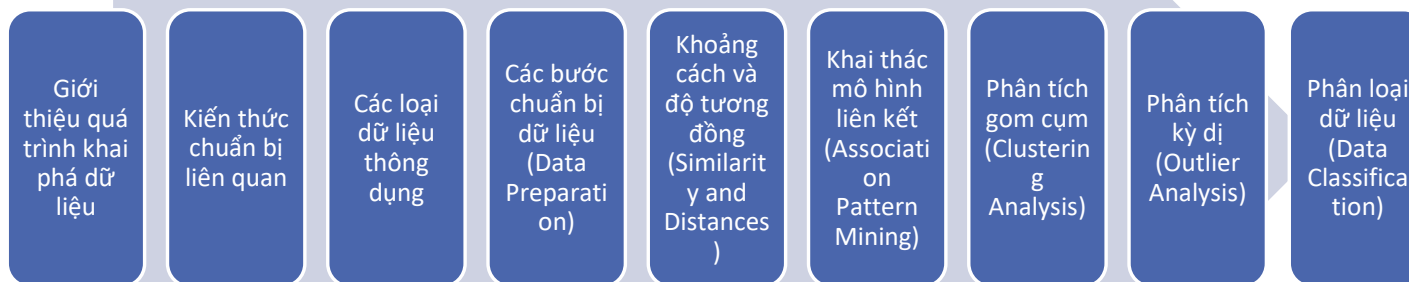 Giới
thiệu quá
trình khai
phá dữ
liệu
Kiến thức
chuẩn bị
liên quan
Các loại
dữ liệu
thông
dụng
Các bước
chuẩn bị
dữ liệu
(Data
Preparati
on)
Khoảng
cách và
độ tương
đồng
(Similarit
y and
Distances
)
Khai thác
mô hình
liên kết
(Associati
on
Pattern
Mining)
Phân tích
gom cụm
(Clusterin
g
Analysis)
Phân tích
kỳ dị
(Outlier
Analysis)
Phân loại
dữ liệu
(Data
Classifica
tion)